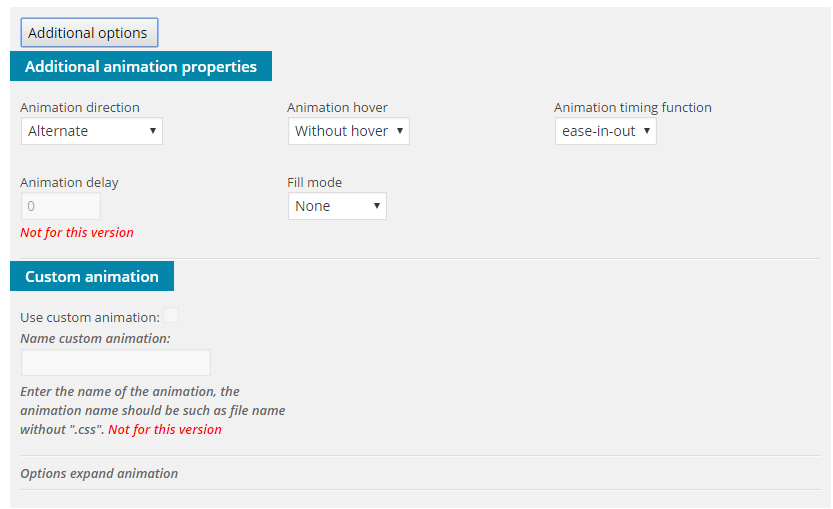 Additional options
Additional animation properties
Animation direction
Animation hover
Animation timing function
Alternate
Without hover
ease-in-out
Animation delay
Fill mode
0
None
Not for this version
Custom animation
Use custom animation:
Name custom animation:
Enter the name of the animation, the
animation name should be such as file name
without ".css". Not for this version
Options expand animation